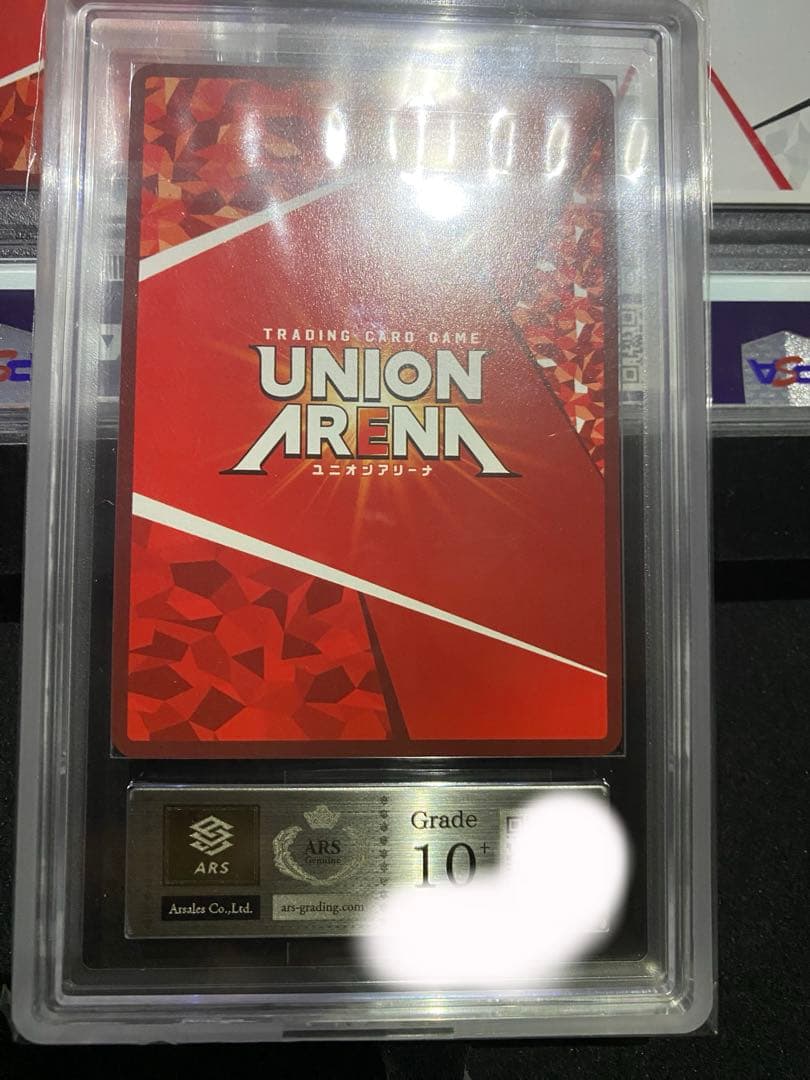 TRADING CARD GAME
UNION
ARENA
ユニオンアリーナ
PSA
ARS
Arsales Co.,Ltd.
ARS
Genuine
ars-grading.com
Grade
10+